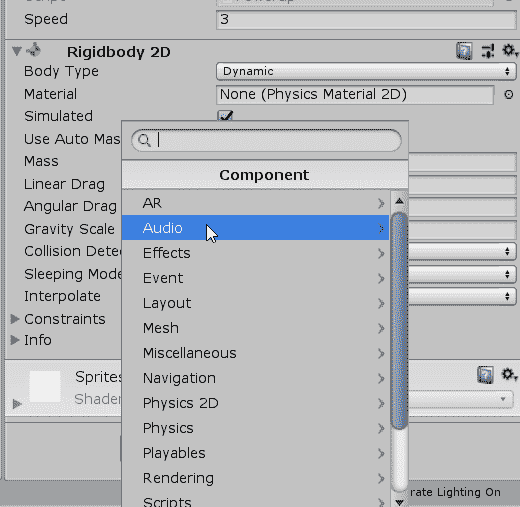 Speed 3
Rigidbody 2D
Body Type Dynamic
Material None (Physics Material 2D)
Simulated
Use Auto Mas
Mass
Linear Drag
Angular Drag
Gravity Scale
Collision Detec
Sleeping Mode
Interpolate
Constraints
Info
Sprites
Shader
Component
AR
Audio
Effects
Event
Layout
Mesh
Miscellaneous
Navigation
Physics 2D
Physics
Playables
Rendering
Scripts
rate Lighting On